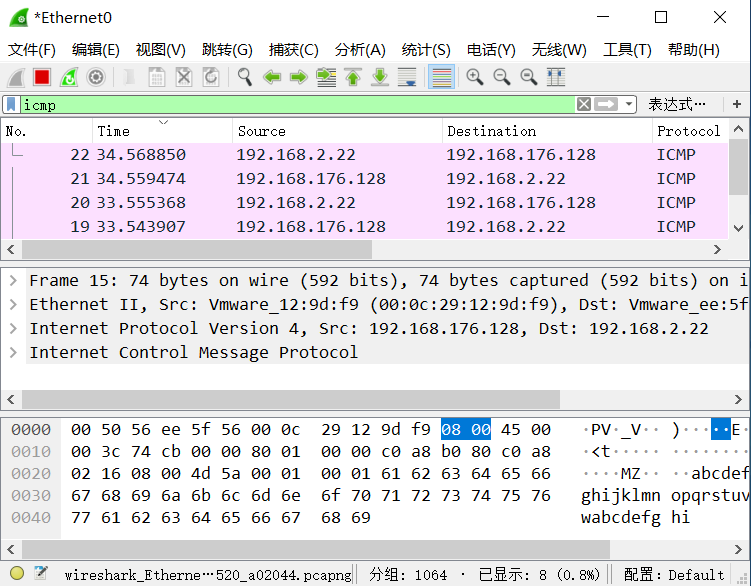 *Ethernet0
文件(F) 编辑(E) 视图(V) 跳转(G) 捕获(C) 分析(A) 统计(S) 电话(Y) 无线(W) 工具(T) 帮助(H)
icmp 表达式… +
No. Time Source Destination Protocol
22 34.568850 192.168.2.22 192.168.176.128 ICMP
21 34.559474 192.168.176.128 192.168.2.22 ICMP
20 33.555368 192.168.2.22 192.168.176.128 ICMP
19 33.543907 192.168.176.128 192.168.2.22 ICMP
Frame 15: 74 bytes on wire (592 bits), 74 bytes captured (592 bits) on i
Ethernet II, Src: Vmware_12:9d:f9 (00:0c:29:12:9d:f9), Dst: Vmware_ee:5f
Internet Protocol Version 4, Src: 192.168.176.128, Dst: 192.168.2.22
Internet Control Message Protocol
0000 00 50 56 ee 5f 56 00 0c 29 12 9d f9 08 00 45 00 ·PV·_V·· )·····E·
0010 00 3c 74 cb 00 00 80 01 00 00 c0 a8 b0 80 c0 a8 ·<t····· ········
0020 02 16 08 00 4d 5a 00 01 00 01 61 62 63 64 65 66 ····MZ·· ··abcdef
0030 67 68 69 6a 6b 6c 6d 6e 6f 70 71 72 73 74 75 76 ghijklmn opqrstuv
0040 77 61 62 63 64 65 66 67 68 69 wabcdefg hi
wireshark_Etherne…520_a02044.pcapng 分组: 1064 · 已显示: 8 (0.8%) 配置: Default